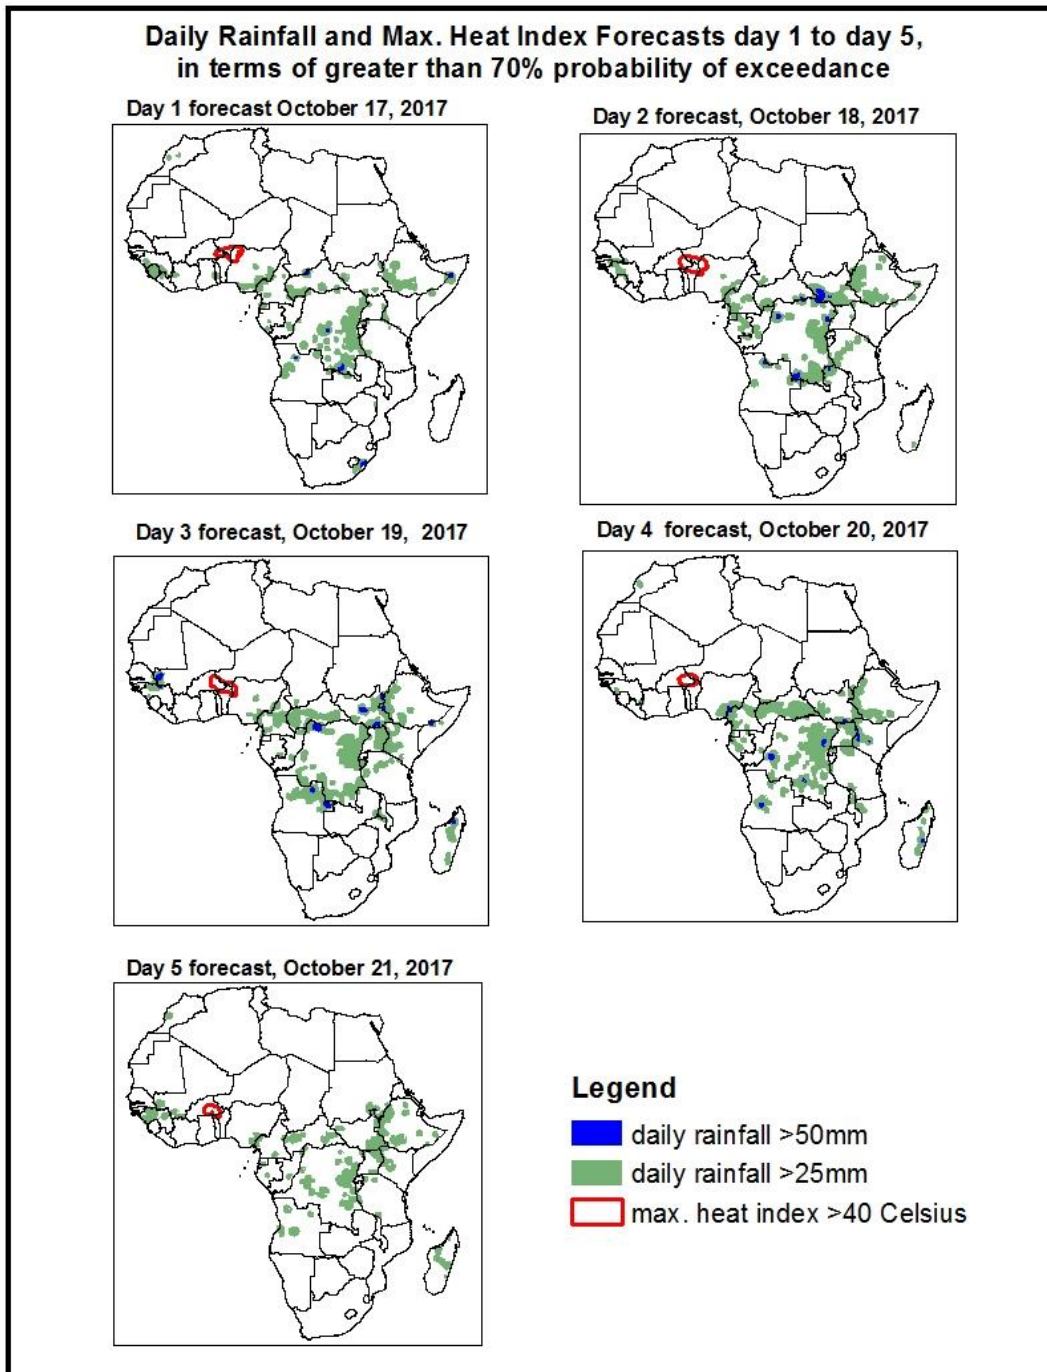 Daily Rainfall and Max. Heat Index Forecasts day 1 to day 5,
in terms of greater than 70% probability of exceedance
Day 1 forecast October 17, 2017
Day 2 forecast, October 18, 2017
Day 3 forecast, October 19, 2017
Day 4 forecast, October 20, 2017
Day 5 forecast, October 21, 2017
Legend
daily rainfall >50mm
daily rainfall >25mm
max. heat index >40 Celsius